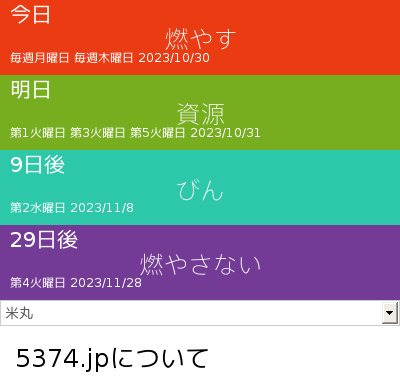 今日
燃やす
毎週月曜日 毎週木曜日 2023/10/30
明日
資源
第1火曜日 第3火曜日 第5火曜日 2023/10/31
9日後
びん
第2水曜日 2023/11/8
29日後
燃やさない
第4火曜日 2023/11/28
米丸
5374.jpについて